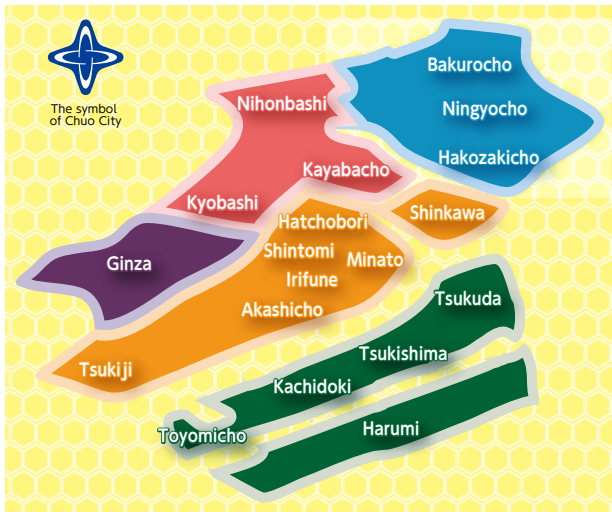 The symbol
of Chuo City
Bakurocho
Nihonbashi
Ningyocho
Hakozakicho
Kayabacho
Kyobashi
Shinkawa
Hatchobori
Shintomi
Minato
Ginza
Irifune
Akashicho
Tsukiji
Tsukuda
Tsukishima
Kachidoki
Toyomicho
Harumi